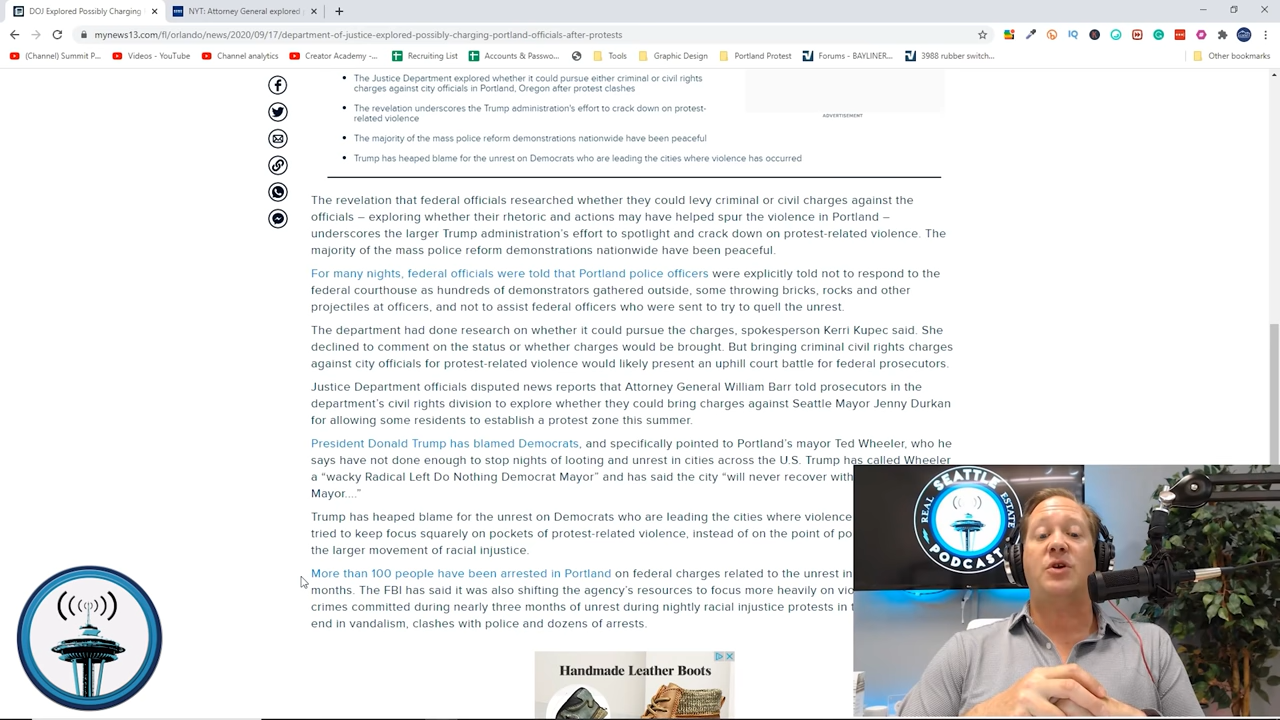 DOJ Explored Possibly Charging
NYT: Attorney General explored
mynews13.com/fl/orlando/news/2020/09/17/department-of-justice-explored-possibly-charging-portland-officials-after-protests
(Channel) Summit P...
Videos - YouTube
Channel analytics
Creator Academy -...
Recruiting List
Accounts & Passwo...
Tools
Graphic Design
Portland Protest
Forums - BAYLINER...
3988 rubber switch...
Other bookmarks
• The Justice Department explored whether it could pursue either criminal or civil rights
charges against city officials in Portland, Oregon after protest clashes
• The revelation underscores the Trump administration's effort to crack down on protest-
related violence
• The majority of the mass police reform demonstrations nationwide have been peaceful
• Trump has heaped blame for the unrest on Democrats who are leading the cities where violence has occurred
ADVERTISEMENT
The revelation that federal officials researched whether they could levy criminal or civil charges against the
officials – exploring whether their rhetoric and actions may have helped spur the violence in Portland –
underscores the larger Trump administration's effort to spotlight and crack down on protest-related violence. The
majority of the mass police reform demonstrations nationwide have been peaceful.
For many nights, federal officials were told that Portland police officers were explicitly told not to respond to the
federal courthouse as hundreds of demonstrators gathered outside, some throwing bricks, rocks and other
projectiles at officers, and not to assist federal officers who were sent to try to quell the unrest.
The department had done research on whether it could pursue the charges, spokesperson Kerri Kupec said. She
declined to comment on the status or whether charges would be brought. But bringing criminal civil rights charges
against city officials for protest-related violence would likely present an uphill court battle for federal prosecutors.
Justice Department officials disputed news reports that Attorney General William Barr told prosecutors in the
department's civil rights division to explore whether they could bring charges against Seattle Mayor Jenny Durkan
for allowing some residents to establish a protest zone this summer.
President Donald Trump has blamed Democrats, and specifically pointed to Portland's mayor Ted Wheeler, who he
says have not done enough to stop nights of looting and unrest in cities across the U.S. Trump has called Wheeler
a "wacky Radical Left Do Nothing Democrat Mayor" and has said the city "will never recover with
Mayor...."
Trump has heaped blame for the unrest on Democrats who are leading the cities where violence
tried to keep focus squarely on pockets of protest-related violence, instead of on the point of
the larger movement of racial injustice.
More than 100 people have been arrested in Portland on federal charges related to the unrest in
months. The FBI has said it was also shifting the agency's resources to focus more heavily on
crimes committed during nearly three months of unrest during nightly racial injustice protests in
end in vandalism, clashes with police and dozens of arrests.
Handmade Leather Boots
SEATTLE
REAL ESTATE
PODCAST